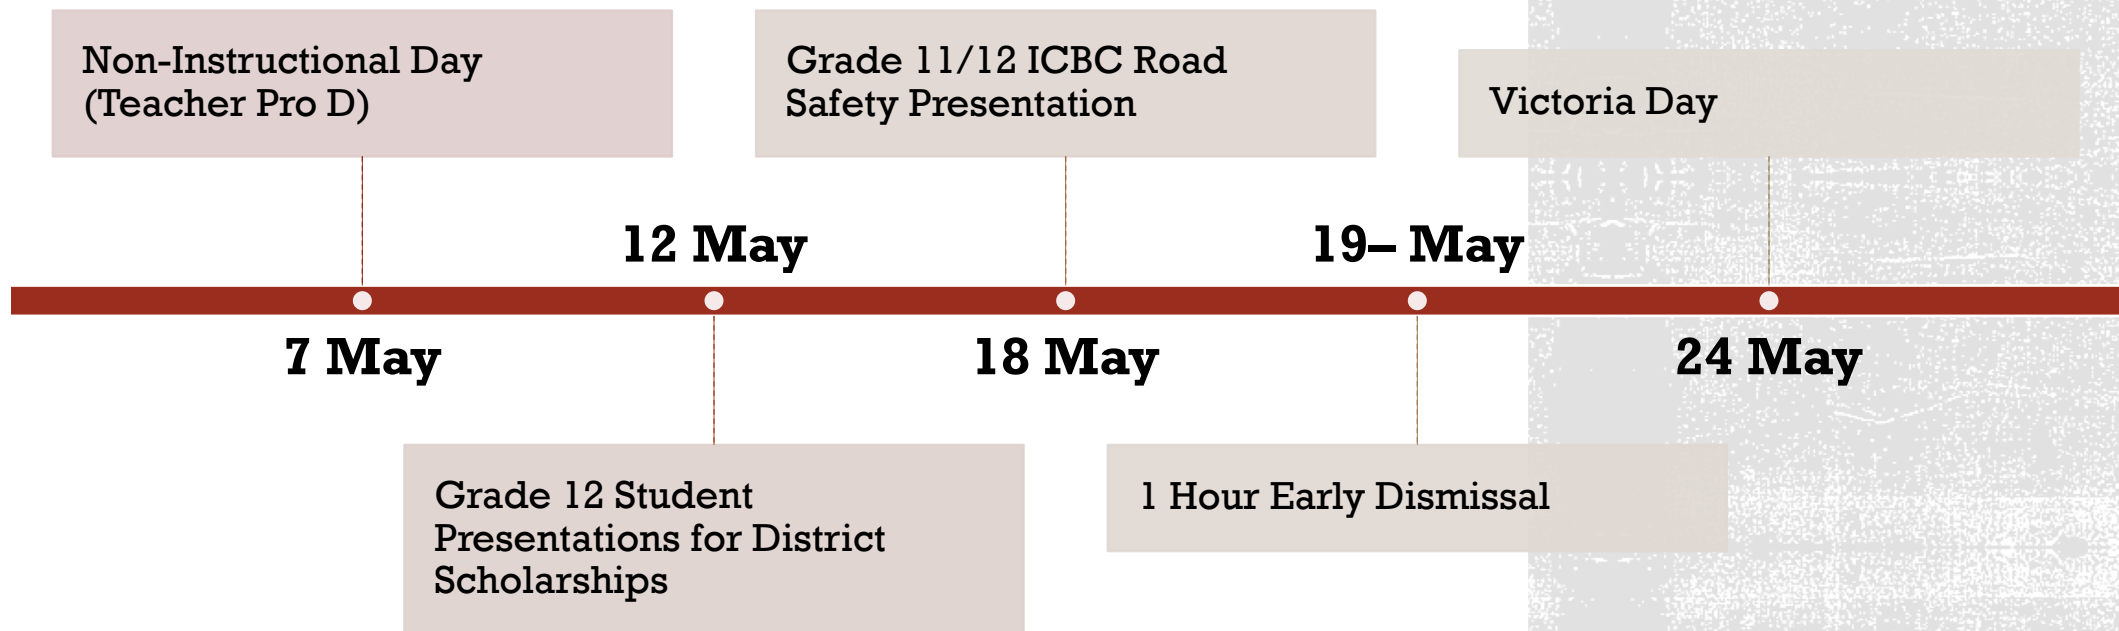 Non-Instructional Day
(Teacher Pro D)
Grade 11/12 ICBC Road
Safety Presentation
Victoria Day
12 May
19– May
7 May
18 May
24 May
Grade 12 Student
Presentations for District
Scholarships
1 Hour Early Dismissal